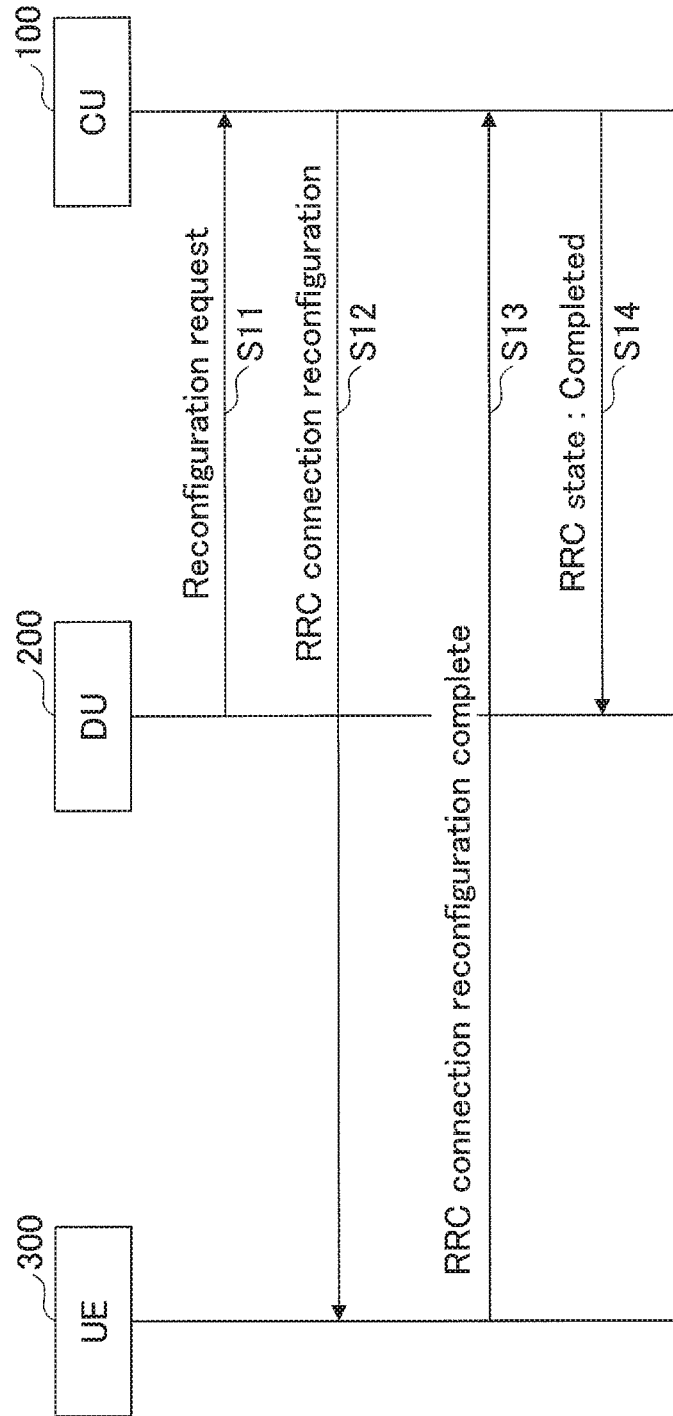 300
UE
200
DU
100
CU
Reconfiguration request
S11
RRC connection reconfiguration
S12
RRC connection reconfiguration complete
S13
RRC state : Completed
S14